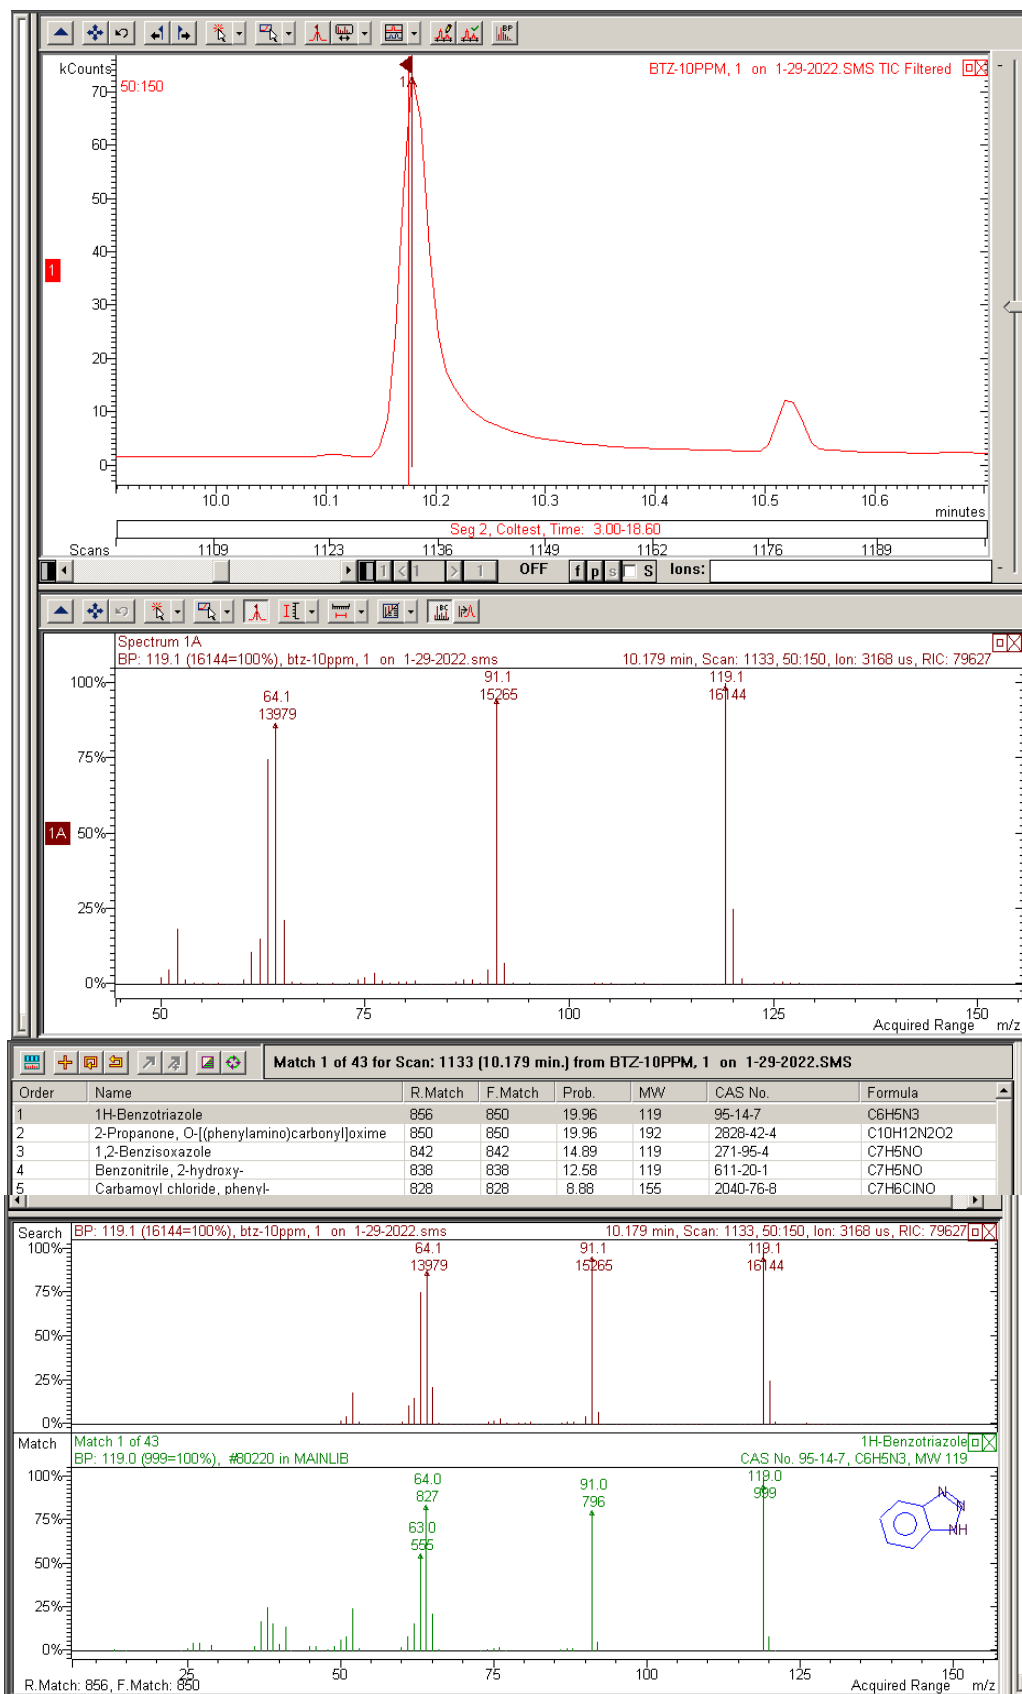 kCounts
50:150
BTZ-10PPM, 1 on 1-29-2022.SMS TIC Filtered
1
70
60
50
40
30
20
10
0
1
10.0 10.1 10.2 10.3 10.4 10.5 10.6
minutes
Seg 2, Coltest, Time: 3.00-18.60
Scans 1109 1123 1136 1149 1162 1176 1189
1 1 1 OFF f p s S Ions:
Spectrum 1A
BP: 119.1 (16144=100%), btz-10ppm, 1 on 1-29-2022.sms 10.179 min, Scan: 1133, 50:150, Ion: 3168 us, RIC: 79627
100%
75%
50%
25%
0%
64.1
13979
91.1
15265
119.1
16144
1A
50 75 100 125 150
Acquired Range m/z
Match 1 of 43 for Scan: 1133 (10.179 min.) from BTZ-10PPM, 1 on 1-29-2022.SMS
Order Name R.Match F.Match Prob. MW CAS No. Formula
1 1H-Benzotriazole 856 850 19.96 119 95-14-7 C6H5N3
2 2-Propanone, O-[(phenylamino)carbonyl]oxime 850 850 19.96 192 2828-42-4 C10H12N2O2
3 1,2-Benzisoxazole 842 842 14.89 119 271-95-4 C7H5NO
4 Benzonitrile, 2-hydroxy- 838 838 12.58 119 611-20-1 C7H5NO
5 Carbamoyl chloride, phenyl- 828 828 8.88 155 2040-76-8 C7H6ClNO
Search BP: 119.1 (16144=100%), btz-10ppm, 1 on 1-29-2022.sms 10.179 min, Scan: 1133, 50:150, Ion: 3168 us, RIC: 79627
100%
75%
50%
25%
0%
64.1
13979
91.1
15265
119.1
16144
Match Match 1 of 43 1H-Benzotriazole
BP: 119.0 (999=100%), #80220 in MAINLIB CAS No. 95-14-7, C6H5N3, MW 119
100%
75%
50%
25%
0%
64.0
827
63.0
555
91.0
796
119.0
999
N
N
NH
25 50 75 100 125 150
R.Match: 856, F.Match: 850 Acquired Range m/z